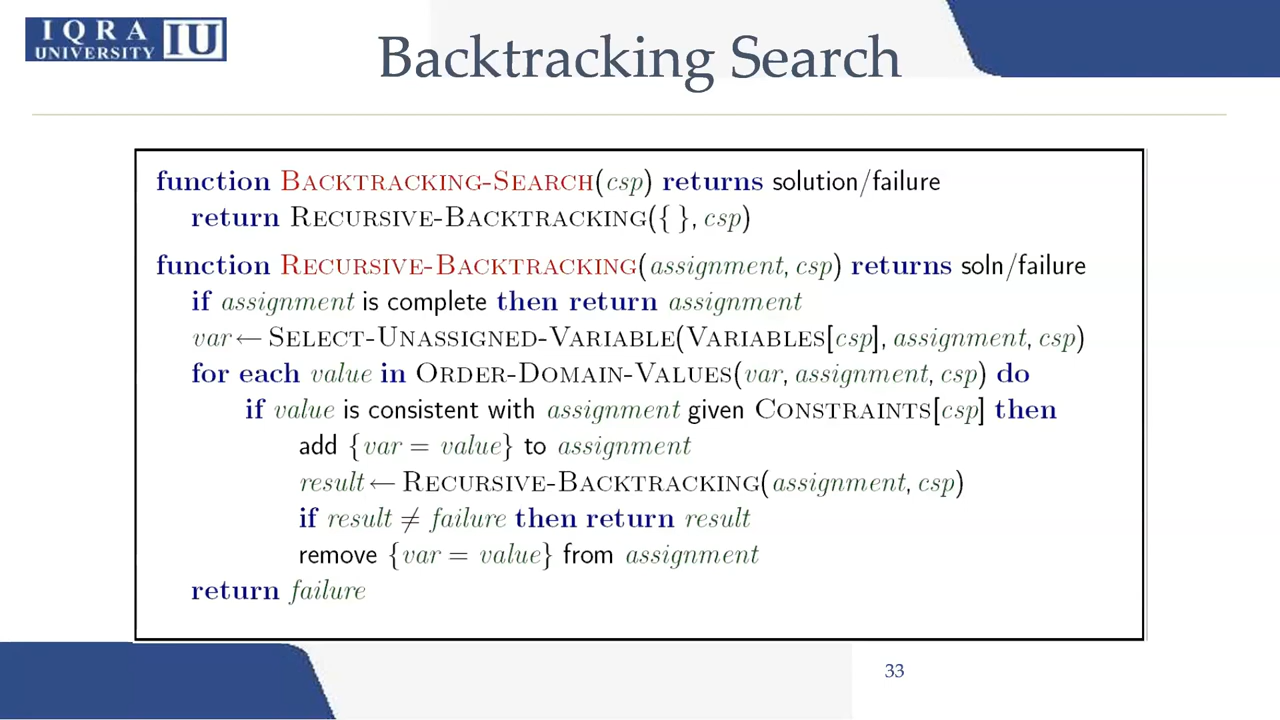 IQRA
UNIVERSITY IU
Backtracking Search
function BACKTRACKING-SEARCH(csp) returns solution/failure
return RECURSIVE-BACKTRACKING({ }, csp)
function RECURSIVE-BACKTRACKING(assignment, csp) returns soln/failure
if assignment is complete then return assignment
var ← SELECT-UNASSIGNED-VARIABLE(VARIABLES[csp], assignment, csp)
for each value in ORDER-DOMAIN-VALUES(var, assignment, csp) do
if value is consistent with assignment given CONSTRAINTS[csp] then
add {var = value} to assignment
result ← RECURSIVE-BACKTRACKING(assignment, csp)
if result ≠ failure then return result
remove {var = value} from assignment
return failure
33